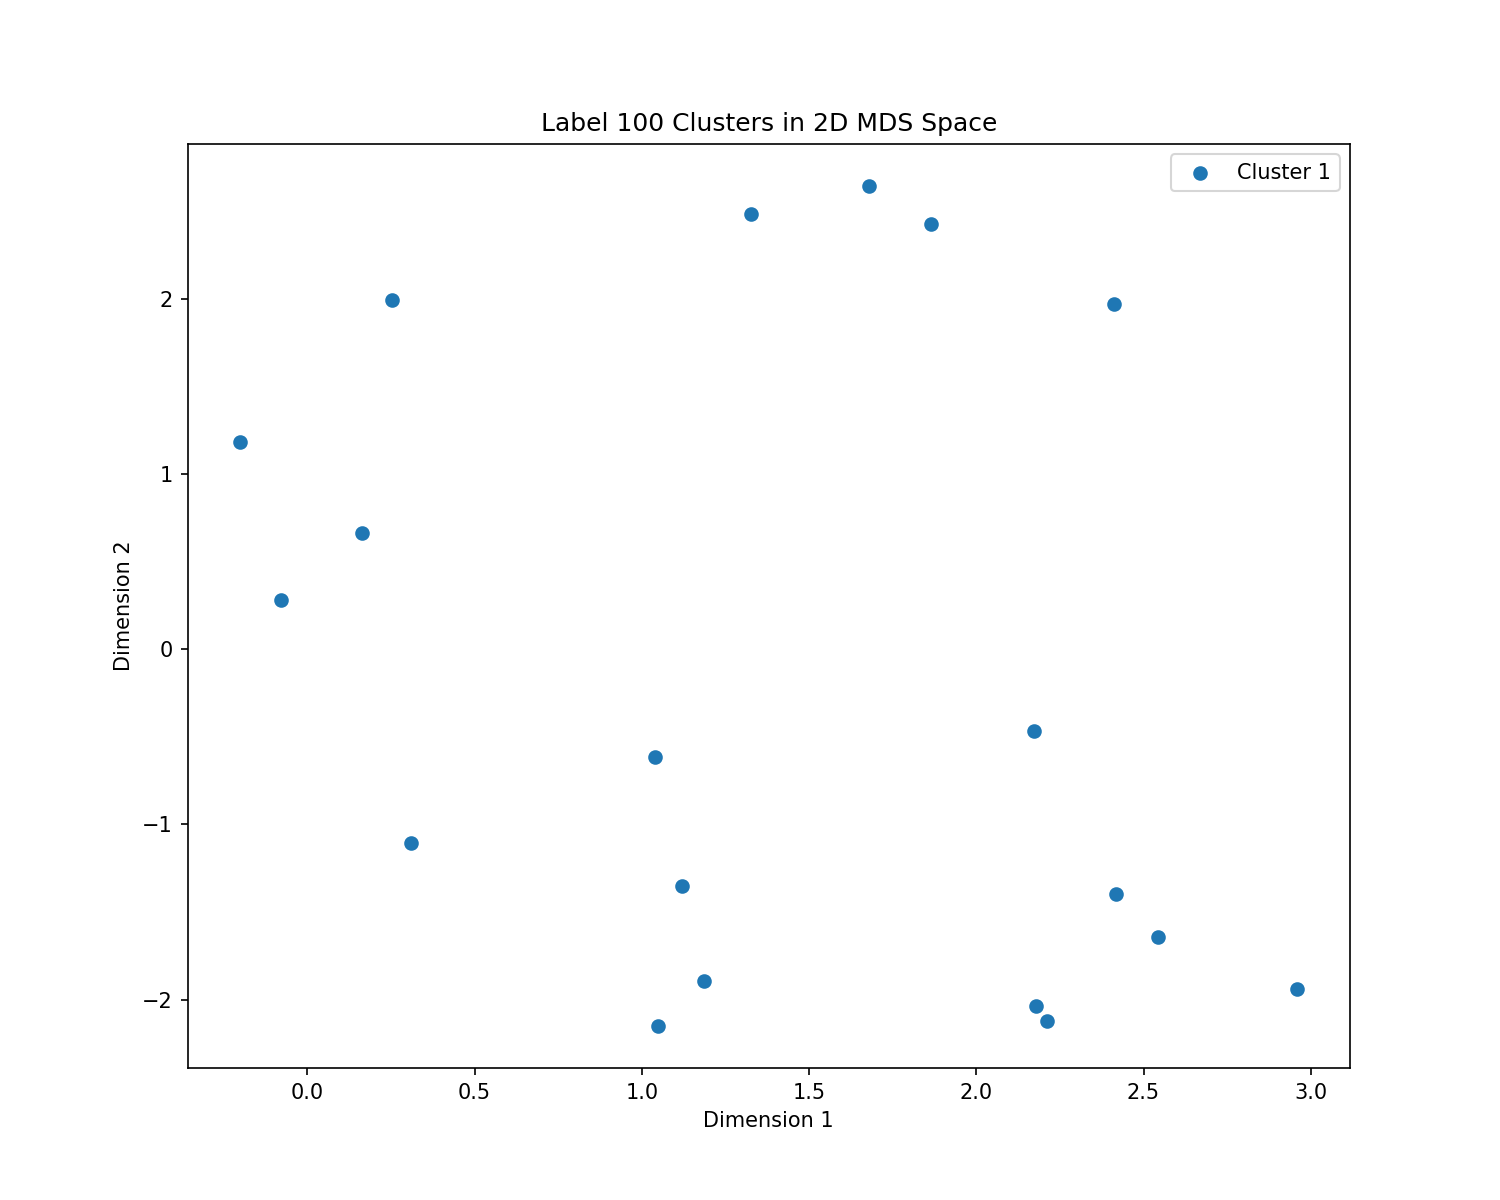 Label 100 Clusters in 2D MDS Space
Cluster 1
2
1
0
−1
−2
Dimension 2
0.0 0.5 1.0 1.5 2.0 2.5 3.0
Dimension 1